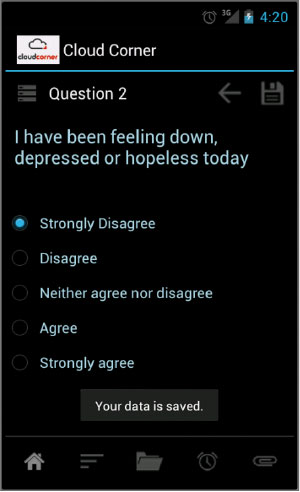 3G 4:20
cloudcorner Cloud Corner
Question 2
I have been feeling down,
depressed or hopeless today
Strongly Disagree
Disagree
Neither agree nor disagree
Agree
Strongly agree
Your data is saved.